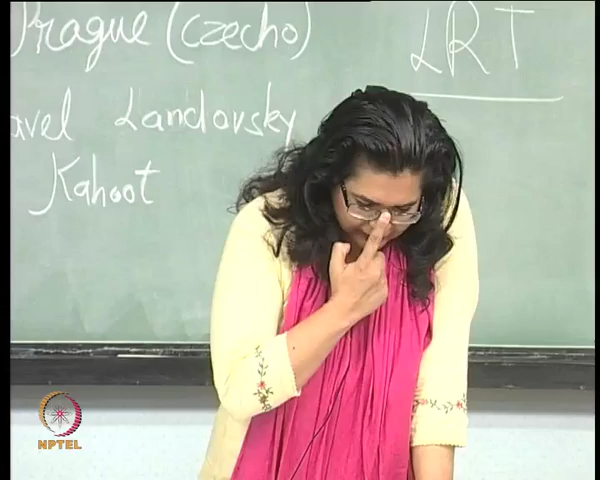 Prague (Czecho)
LRT
avel Landovsky
Kahoot
NPTEL